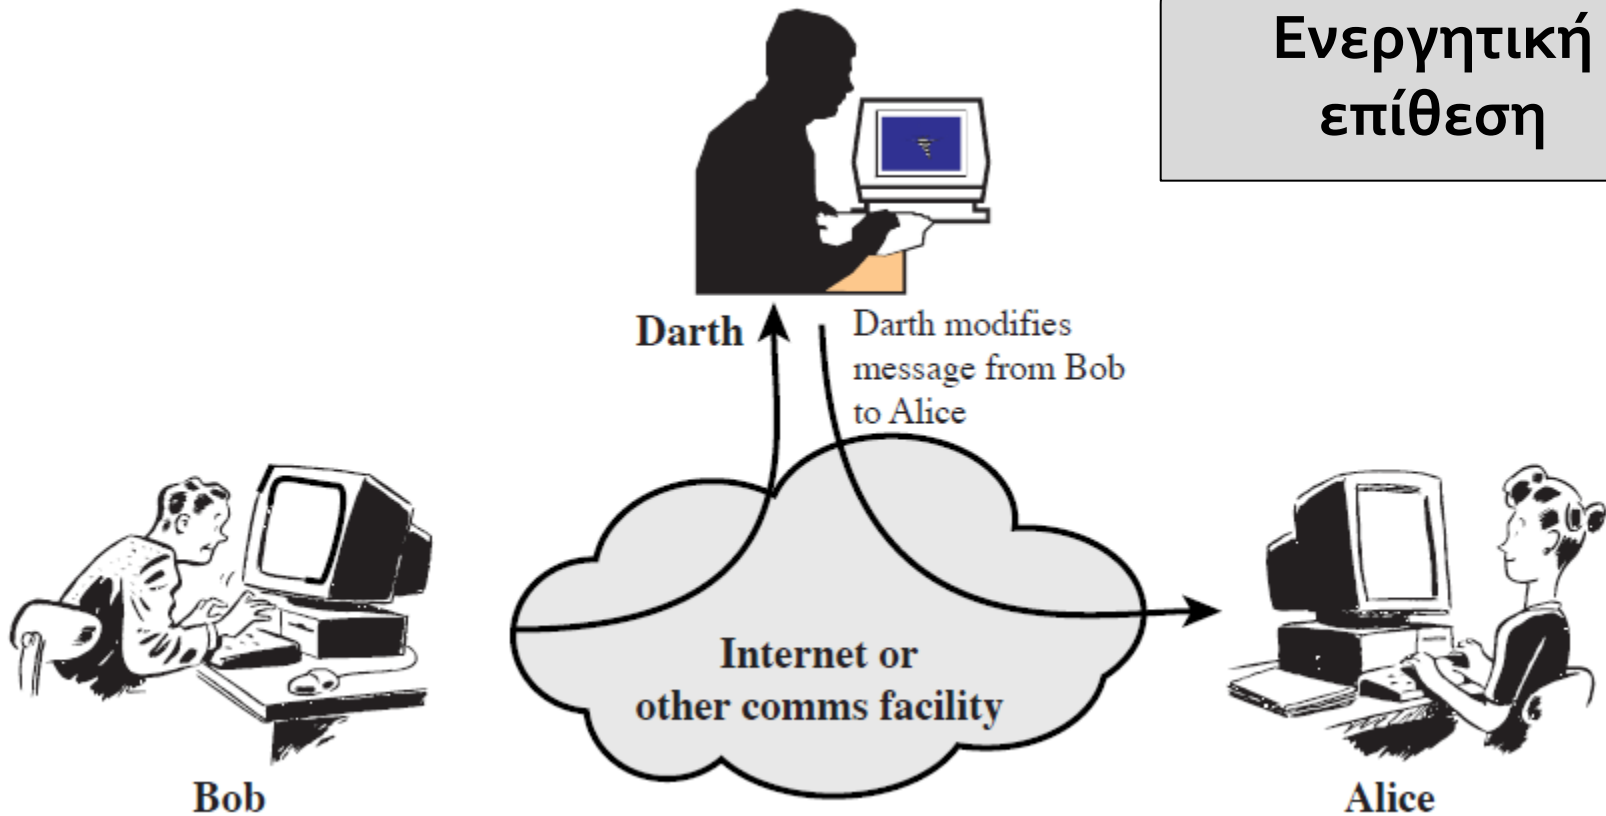 Ενεργητική
επίθεση
Darth
Darth modifies
message from Bob
to Alice
Internet or
other comms facility
Bob
Alice